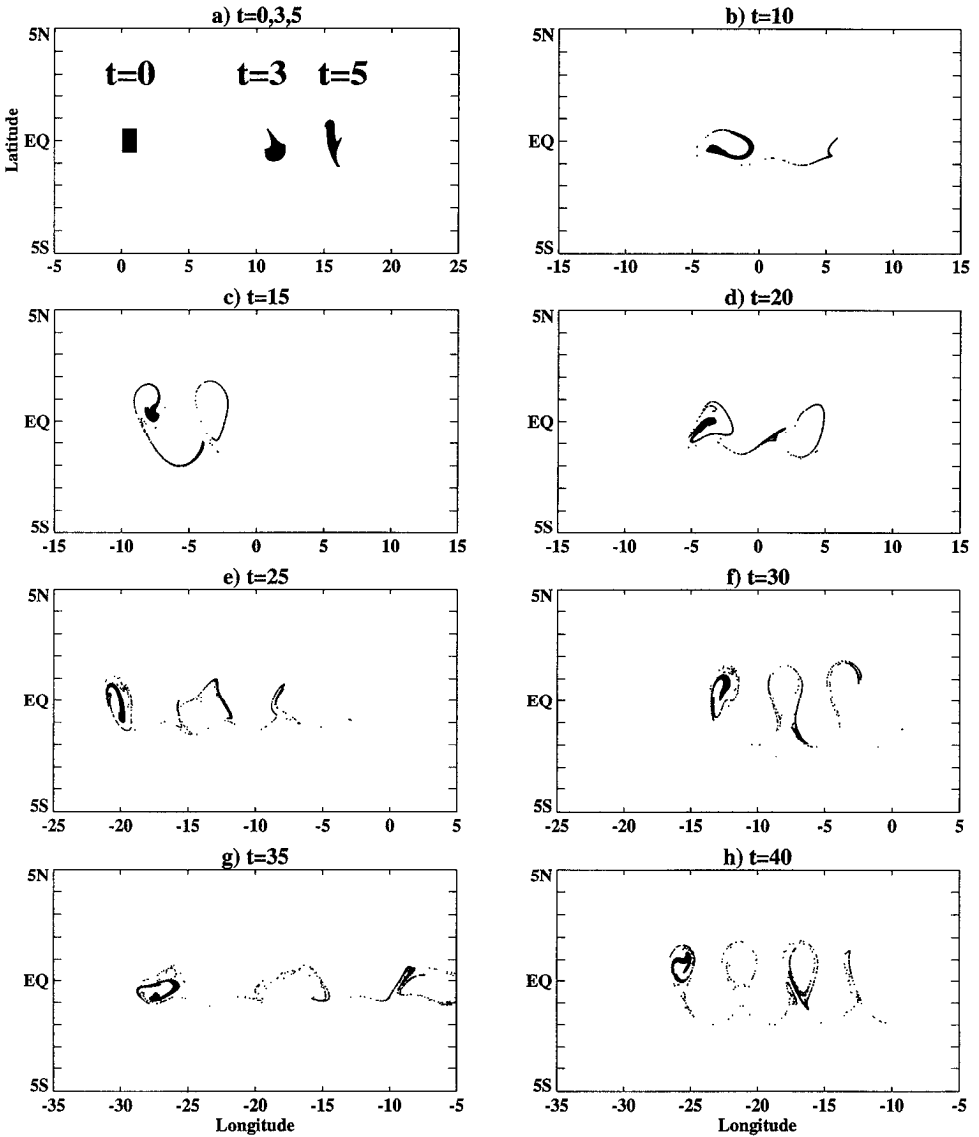 a) t=0,3,5
5N
t=0 t=3 t=5
Latitude
EQ
5S
-5 0 5 10 15 20 25
b) t=10
5N
EQ
5S
-15 -10 -5 0 5 10 15
c) t=15
5N
EQ
5S
-15 -10 -5 0 5 10 15
d) t=20
5N
EQ
5S
-15 -10 -5 0 5 10 15
e) t=25
5N
EQ
5S
-25 -20 -15 -10 -5 0 5
f) t=30
5N
EQ
5S
-25 -20 -15 -10 -5 0 5
g) t=35
5N
EQ
5S
-35 -30 -25 -20 -15 -10 -5
Longitude
h) t=40
5N
EQ
5S
-35 -30 -25 -20 -15 -10 -5
Longitude